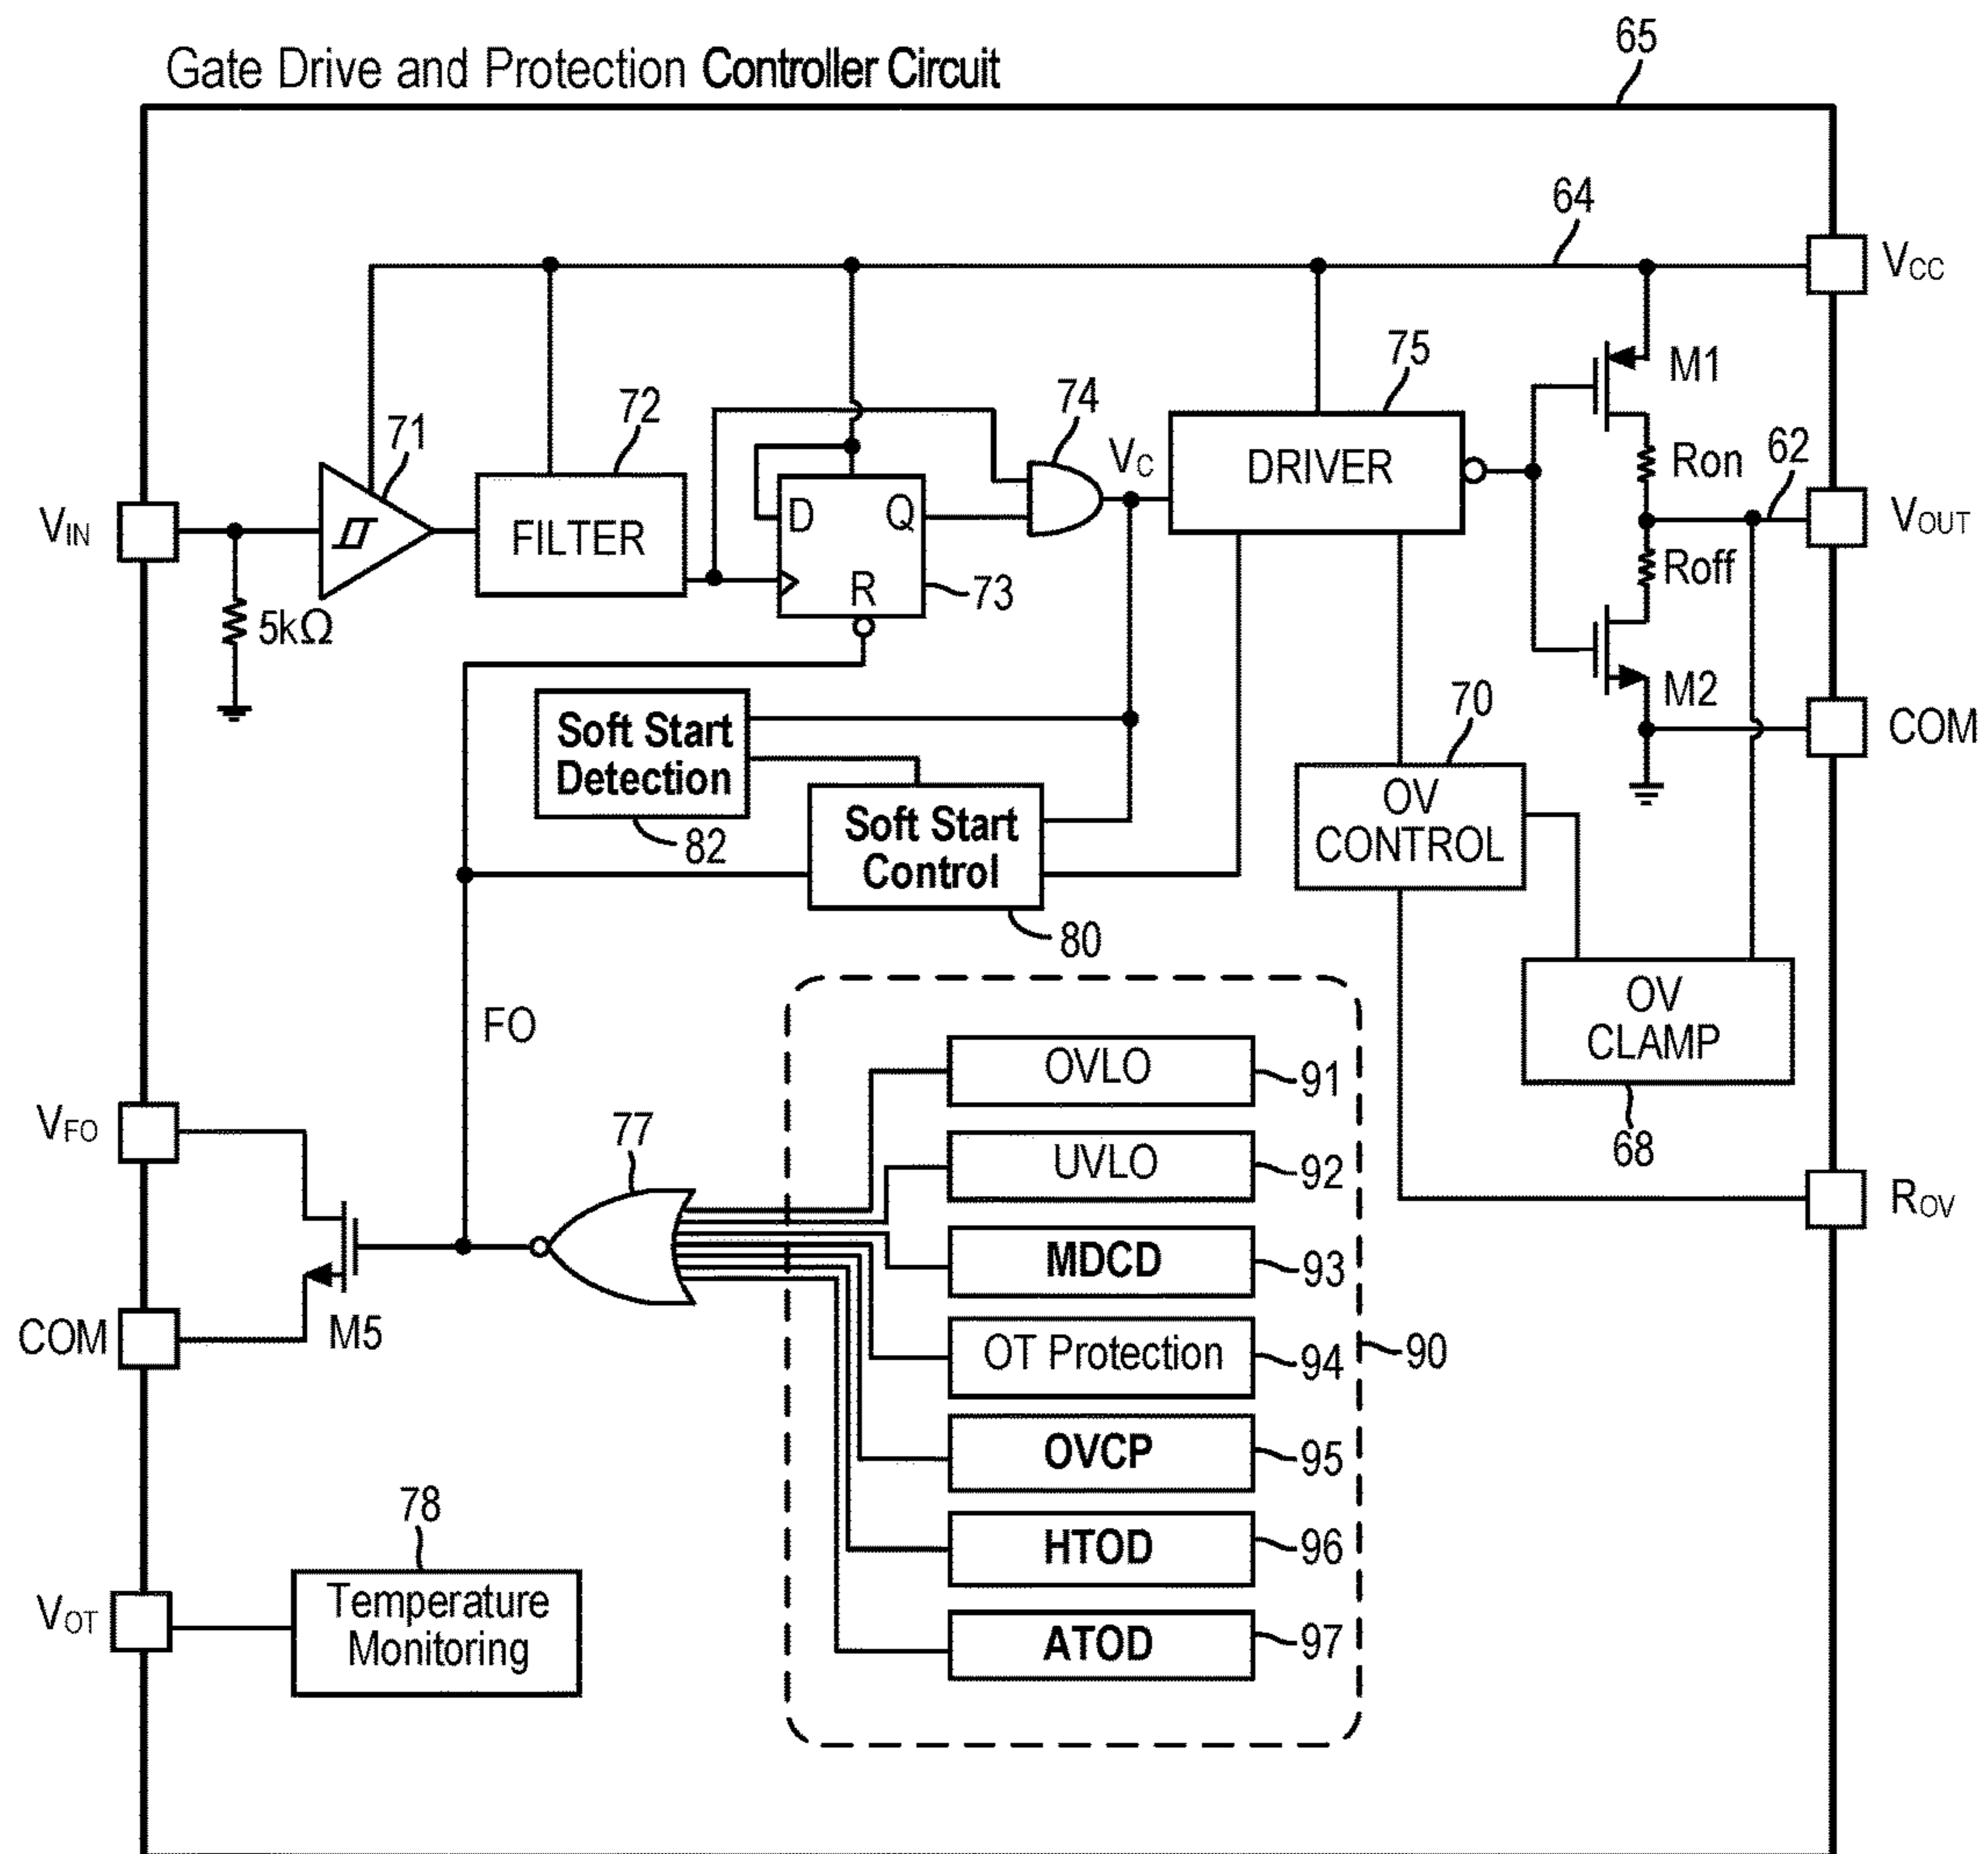 65
Gate Drive and Protection Controller Circuit
64
VCC
75
M1
74
72
71
VC
Ron
62
DRIVER
VIN
D
Q
VOUT
FILTER
Roff
R
73
5kΩ
M2
70
COM
Soft Start
Detection
OV
CONTROL
82
Soft Start
Control
80
OV
CLAMP
FO
OVLO
91
VFO
77
68
UVLO
92
ROV
MDCD
93
COM
M5
OT Protection
94
90
OVCP
95
78
HTOD
96
VOT
Temperature
Monitoring
ATOD
97